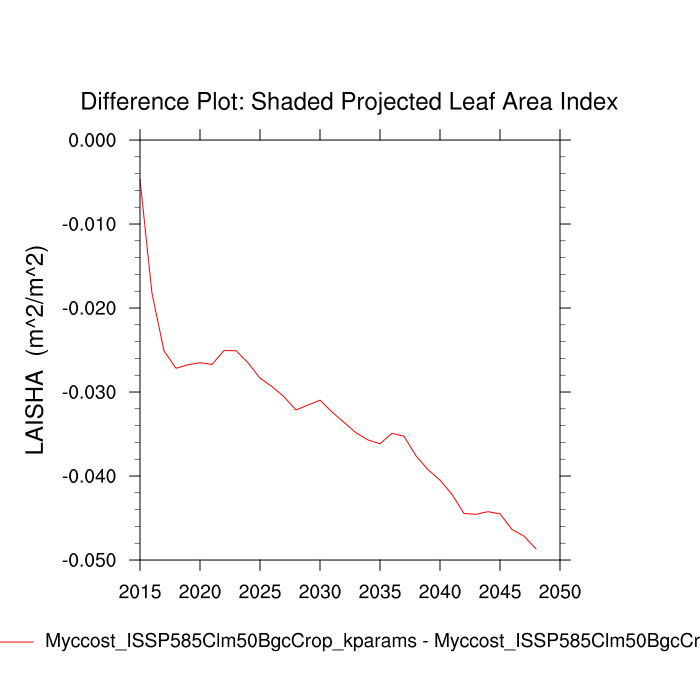 Difference Plot: Shaded Projected Leaf Area Index
LAISHA (m^2/m^2)
0.000
-0.010
-0.020
-0.030
-0.040
-0.050
2015 2020 2025 2030 2035 2040 2045 2050
Myccost_ISSP585Clm50BgcCrop_kparams - Myccost_ISSP585Clm50BgcCr